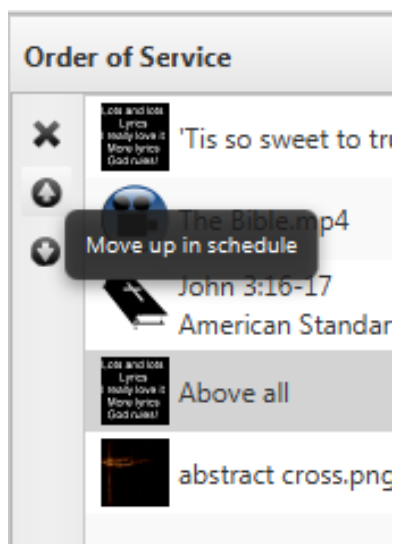 Order of Service
Lots and lots
Lyrics
I really love it
More lyrics
God rules!
'Tis so sweet to tru
The Bible.mp4
Move up in schedule
John 3:16-17
American Standar
Lots and lots
Lyrics
I really love it
More lyrics
God rules!
Above all
abstract cross.png